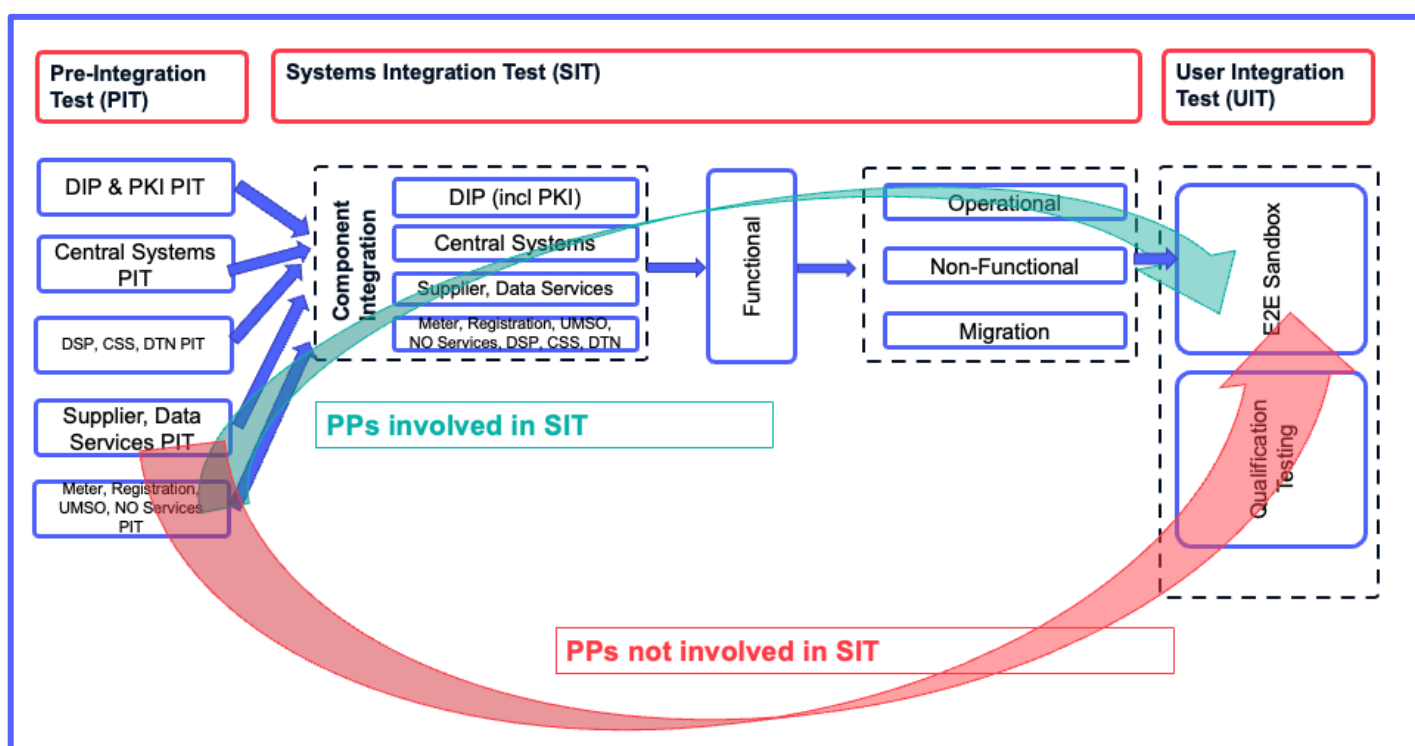 Pre-Integration
Test (PIT)
Systems Integration Test (SIT)
User Integration
Test (UIT)
DIP & PKI PIT
Central Systems
PIT
DSP, CSS, DTN PIT
Supplier, Data
Services PIT
Meter, Registration,
UMSO, NO Services
PIT
Component
Integration
DIP (incl PKI)
Central Systems
Supplier, Data Services
Meter, Registration, UMSO,
NO Services, DSP, CSS, DTN
Functional
Operational
Non-Functional
Migration
E2E Sandbox
Qualification
Testing
PPs involved in SIT
PPs not involved in SIT